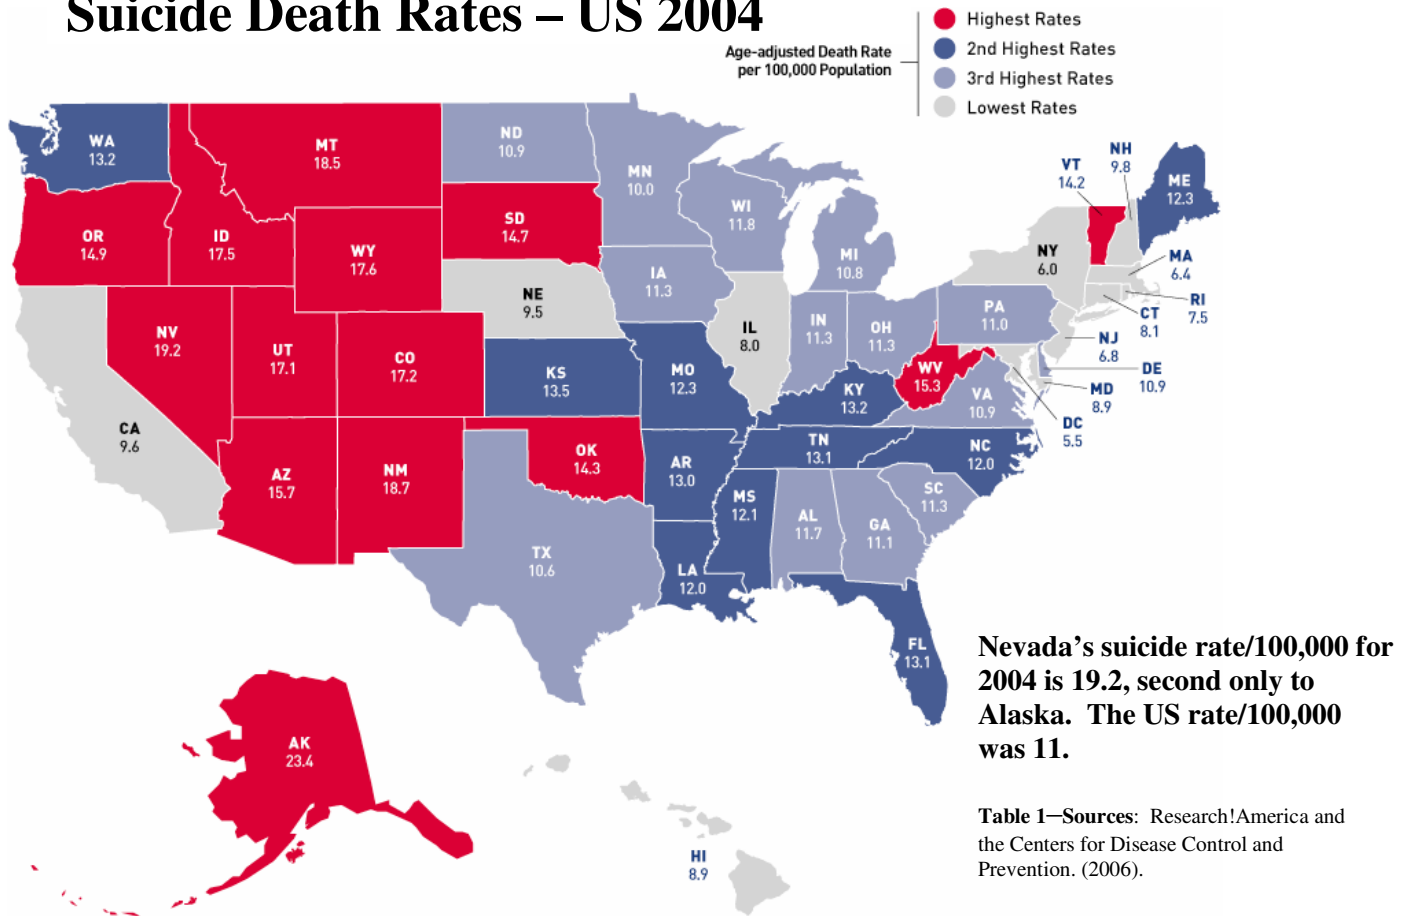 Suicide Death Rates – US 2004
Age-adjusted Death Rate
per 100,000 Population
Highest Rates
2nd Highest Rates
3rd Highest Rates
Lowest Rates
WA
13.2
MT
18.5
ND
10.9
MN
10.0
WI
11.8
MI
10.8
VT
14.2
NH
9.8
ME
12.3
OR
14.9
ID
17.5
WY
17.6
SD
14.7
IA
11.3
NY
6.0
MA
6.4
RI
7.5
CT
8.1
NJ
6.8
DE
10.9
MD
8.9
DC
5.5
NV
19.2
UT
17.1
CO
17.2
NE
9.5
IL
8.0
IN
11.3
OH
11.3
PA
11.0
CA
9.6
KS
13.5
MO
12.3
KY
13.2
WV
15.3
VA
10.9
AZ
15.7
NM
18.7
OK
14.3
AR
13.0
TN
13.1
NC
12.0
TX
10.6
LA
12.0
MS
12.1
AL
11.7
GA
11.1
SC
11.3
FL
13.1
AK
23.4
HI
8.9
Nevada’s suicide rate/100,000 for
2004 is 19.2, second only to
Alaska. The US rate/100,000
was 11.
Table 1—Sources: Research!America and
the Centers for Disease Control and
Prevention. (2006).